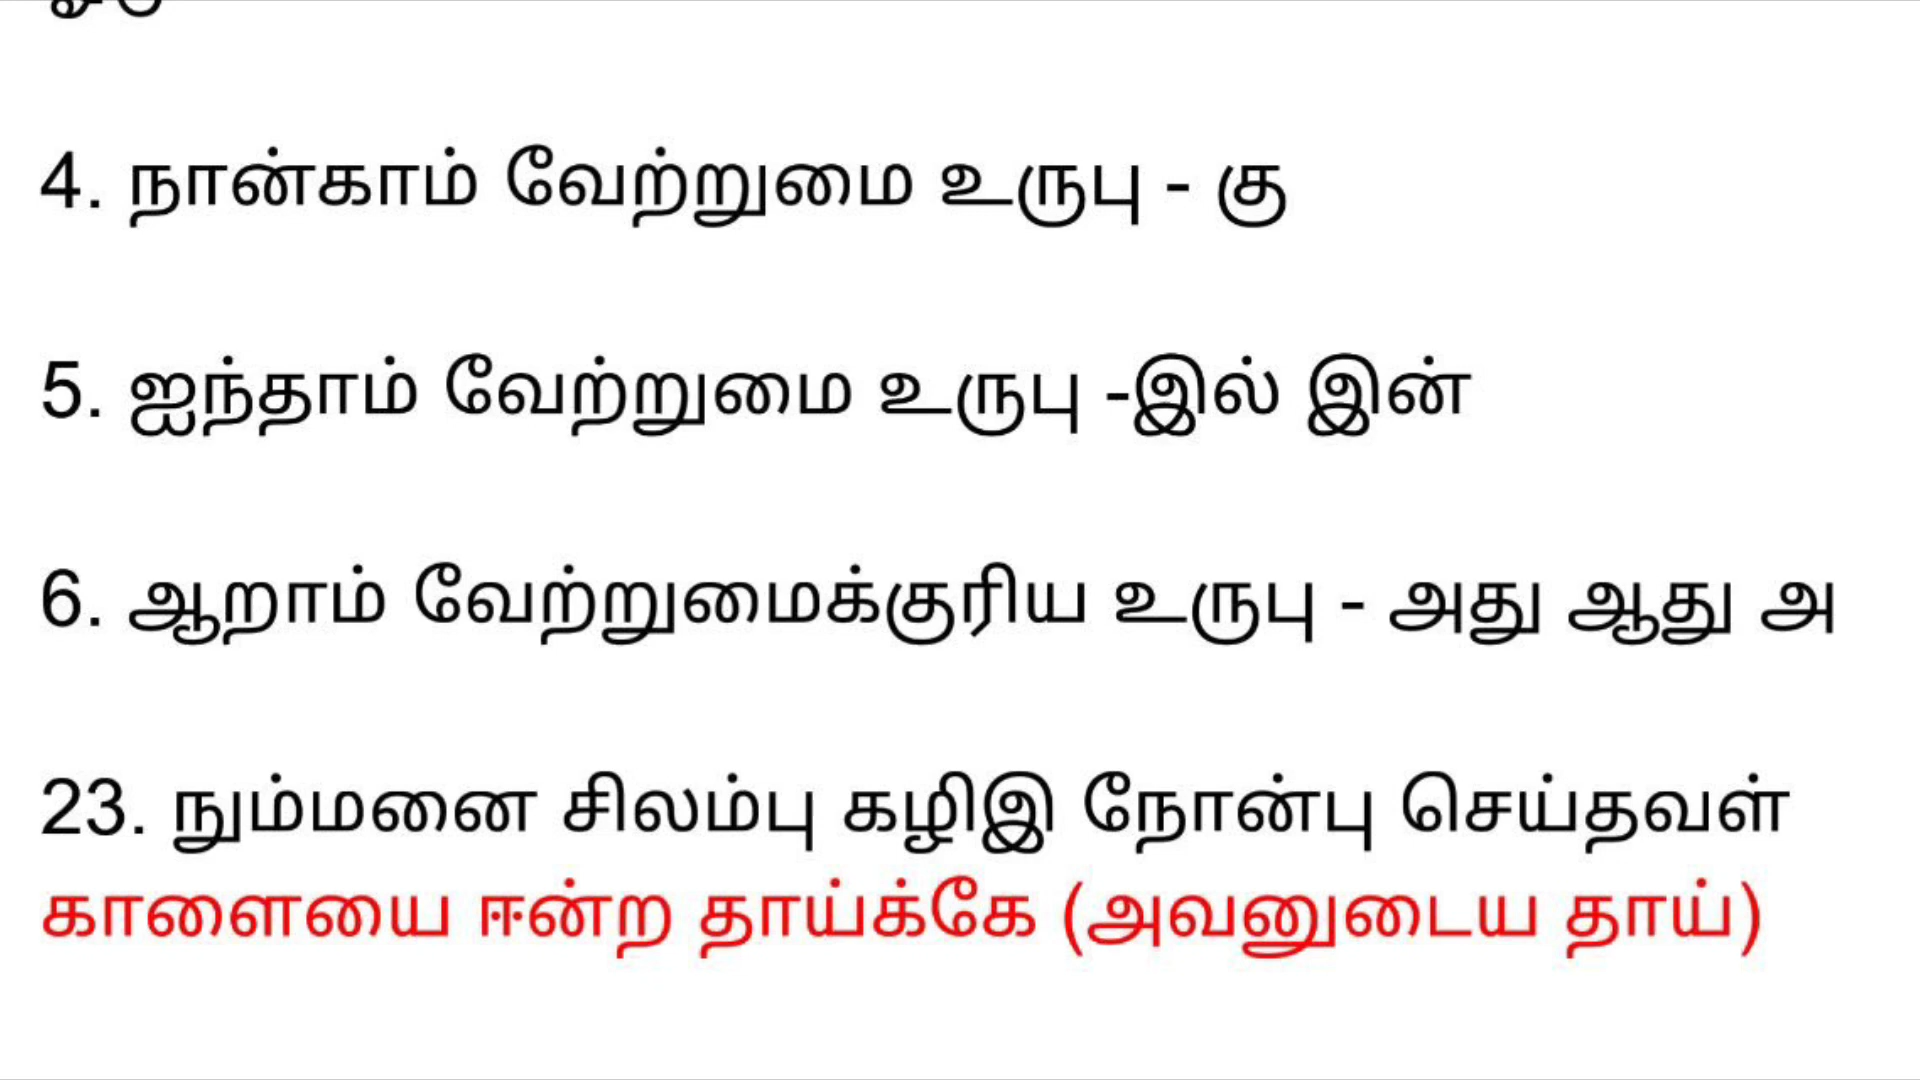 4. நான்காம் வேற்றுமை உருபு - கு
5. ஐந்தாம் வேற்றுமை உருபு -இல் இன்
6. ஆறாம் வேற்றுமைக்குரிய உருபு - அது ஆது அ
23. நும்மனை சிலம்பு கழிஇ நோன்பு செய்தவள்
காளையை ஈன்ற தாய்க்கே (அவனுடைய தாய்)